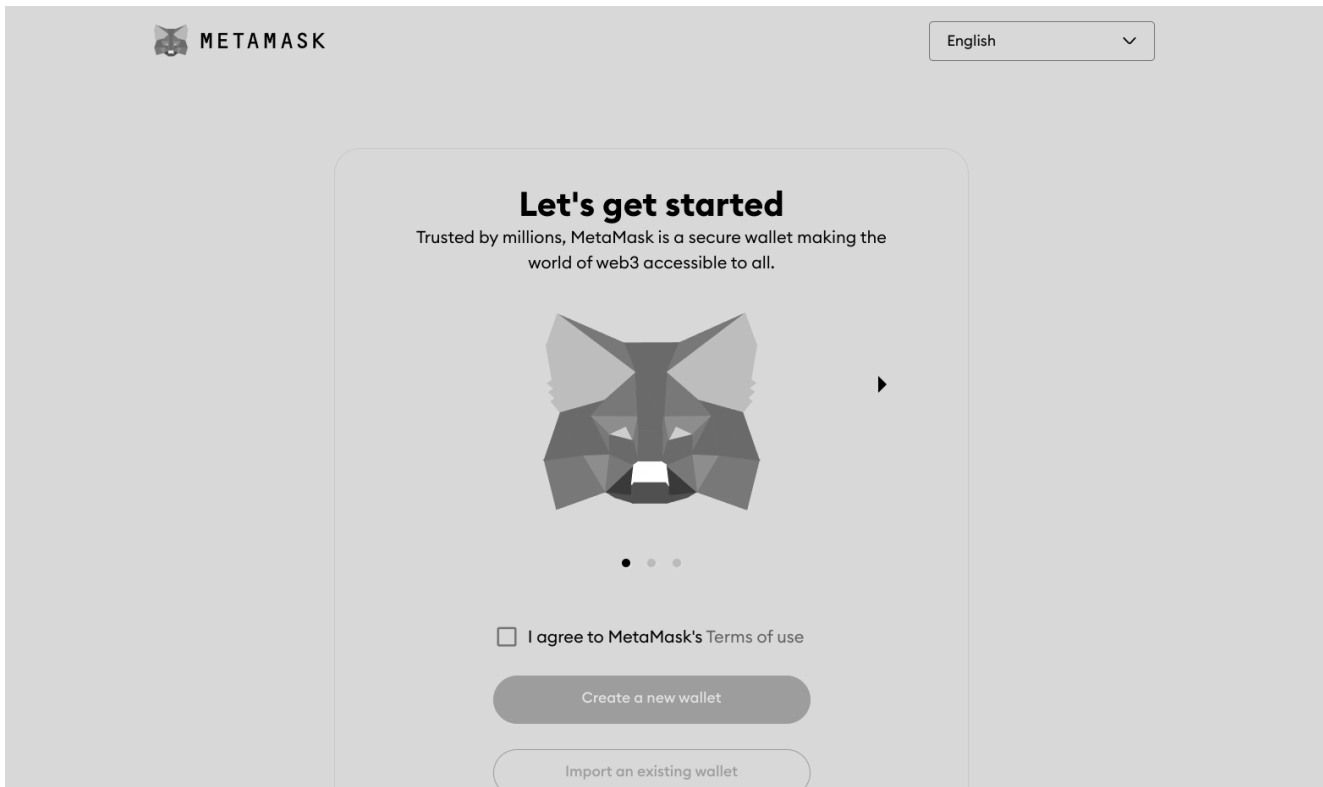 METAMASK
English
Let's get started
Trusted by millions, MetaMask is a secure wallet making the
world of web3 accessible to all.
I agree to MetaMask's Terms of use
Create a new wallet
Import an existing wallet